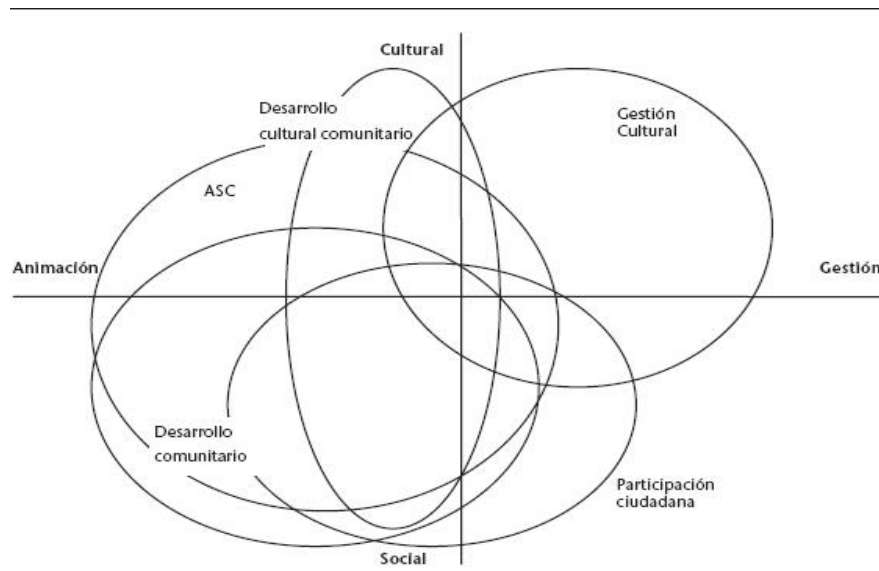 Cultural
Desarrollo
cultural comunitario
Gestión
Cultural
ASC
Animación
Gestión
Desarrollo
comunitario
Participación
ciudadana
Social